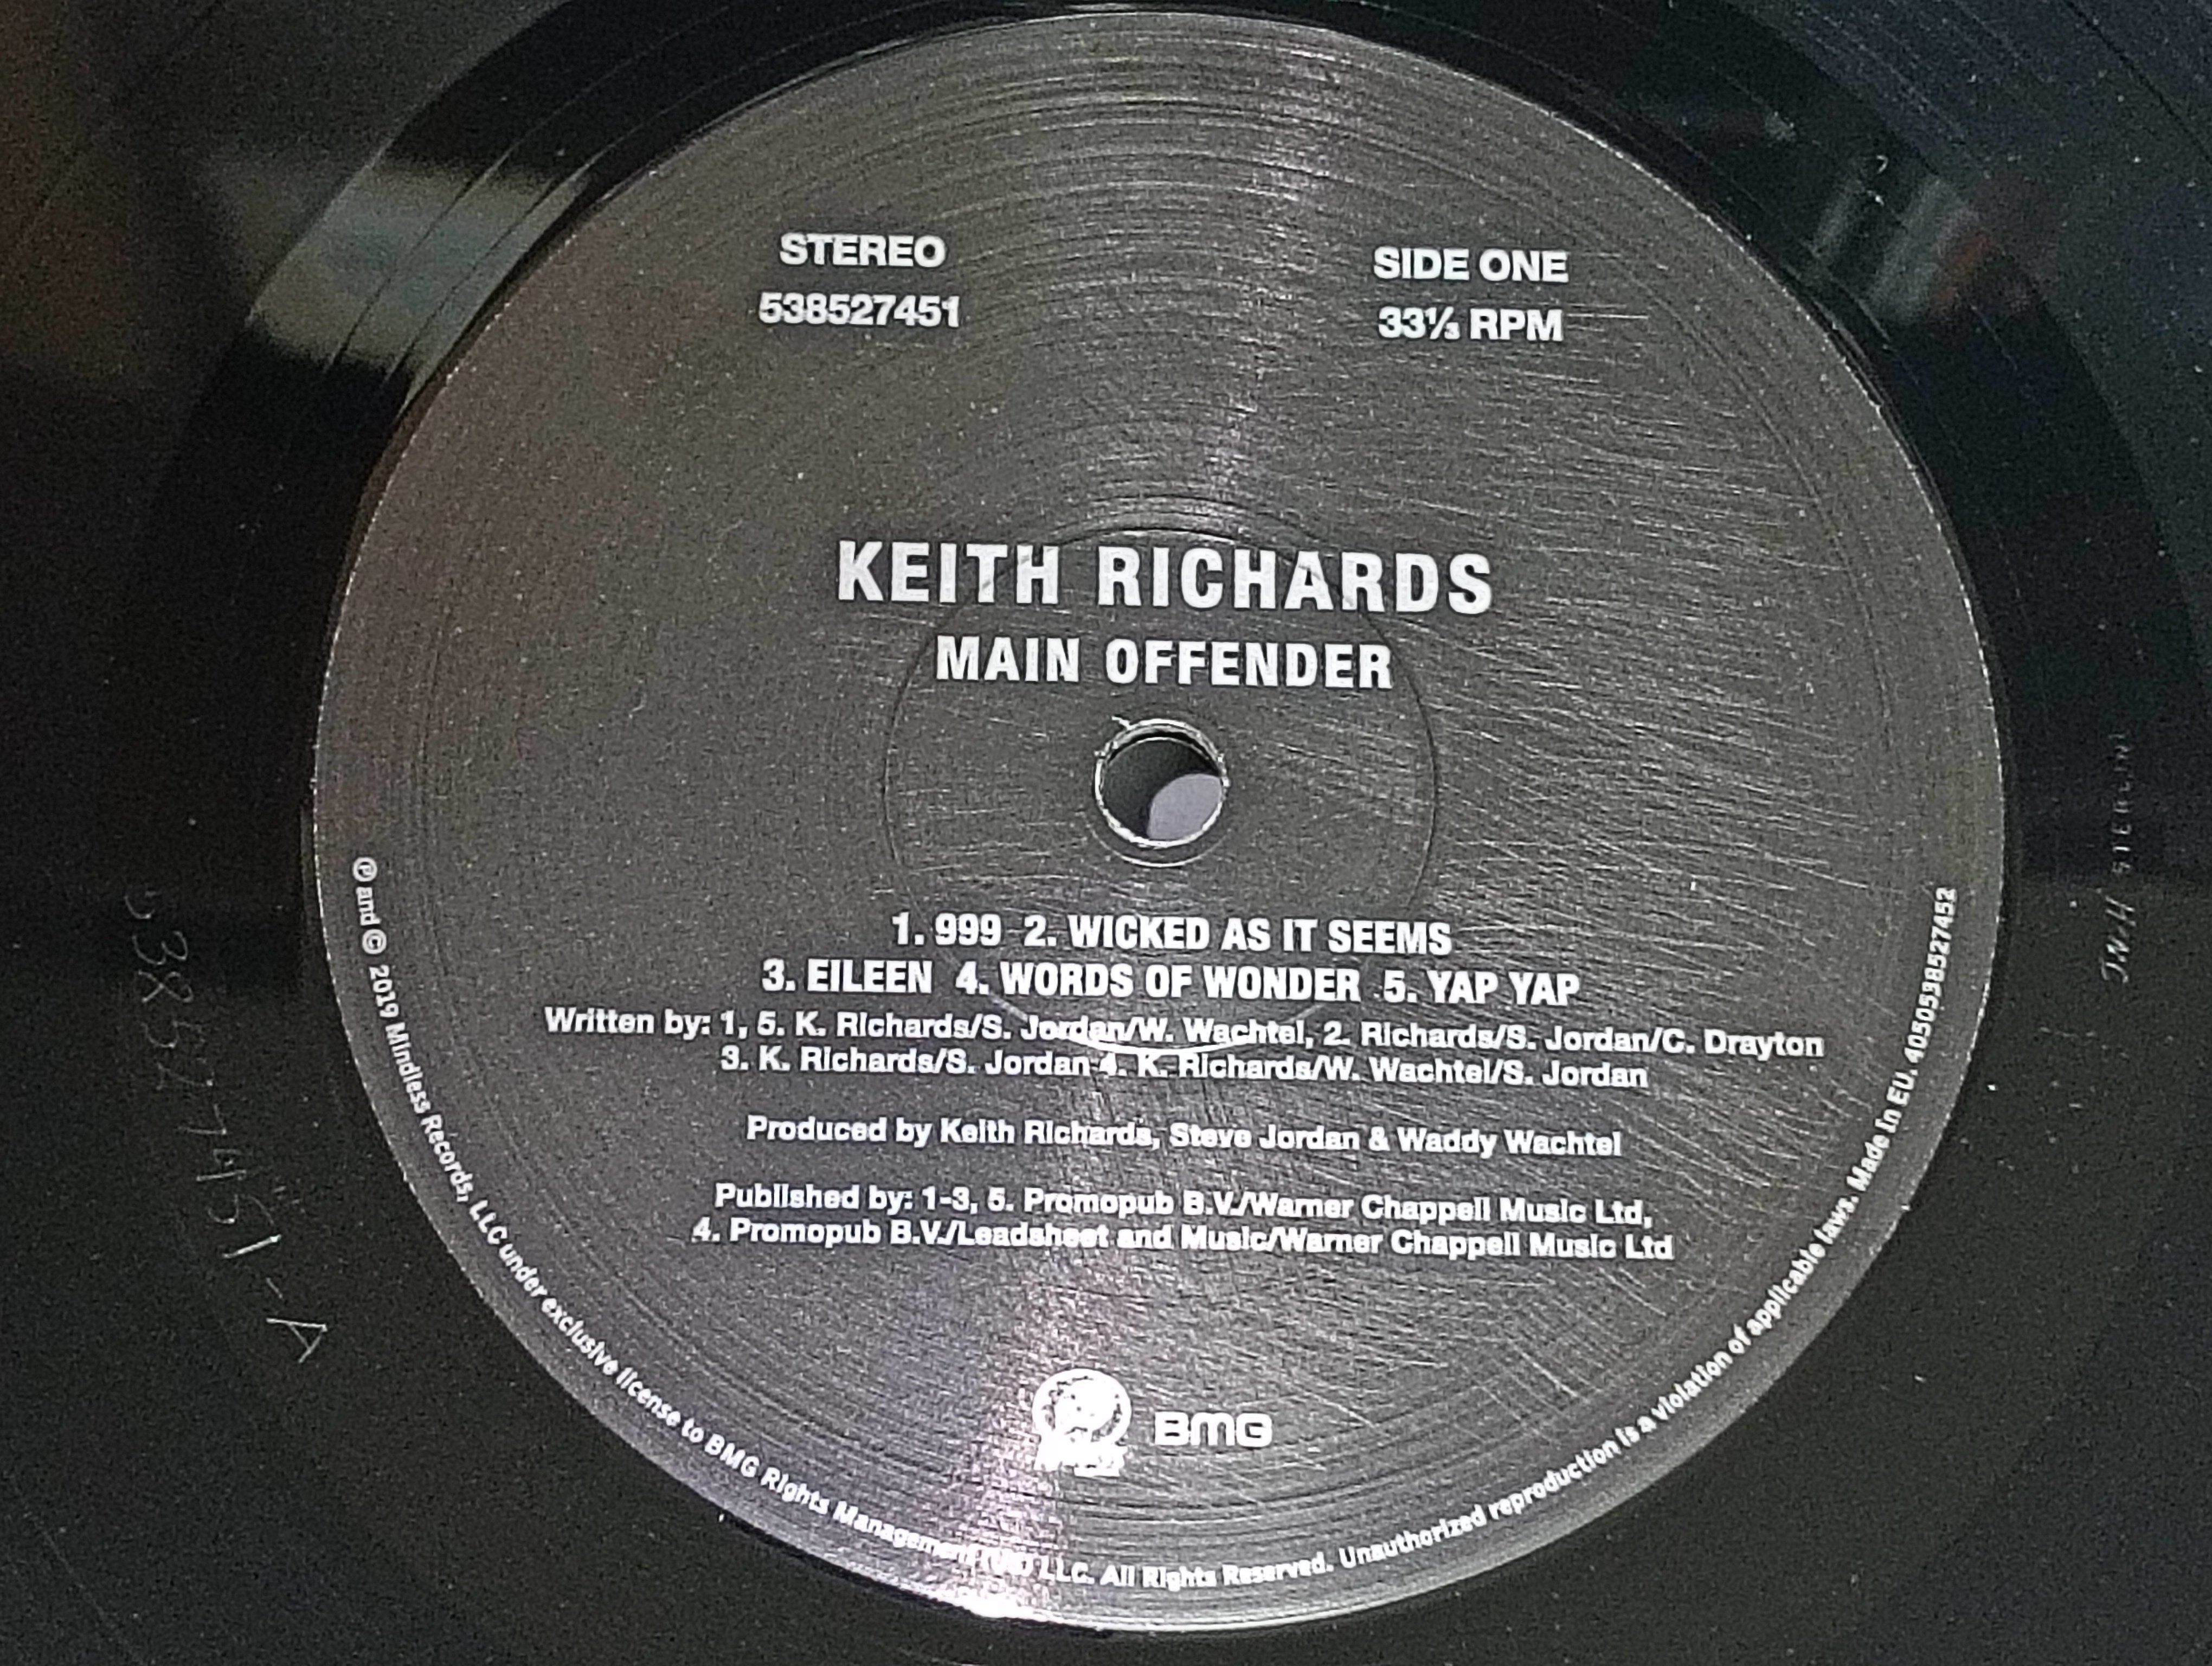 STEREO
538527451
SIDE ONE
33⅓ RPM
KEITH RICHARDS
MAIN OFFENDER
1. 999 2. WICKED AS IT SEEMS
3. EILEEN 4. WORDS OF WONDER 5. YAP YAP
Written by: 1, 5. K. Richards/S. Jordan/W. Wachtel, 2. Richards/S. Jordan/C. Drayton
3. K. Richards/S. Jordan 4. K. Richards/W. Wachtel/S. Jordan
Produced by Keith Richards, Steve Jordan & Waddy Wachtel
Published by: 1-3, 5. Promopub B.V./Warner Chappell Music Ltd,
4. Promopub B.V./Leadsheet and Music/Warner Chappell Music Ltd
BMG
℗ and © 2019 Mindless Records, LLC under exclusive license to BMG Rights Management LLC. All Rights Reserved. Unauthorized reproduction is a violation of applicable laws. Made in EU. 4050538527452
538527451-A